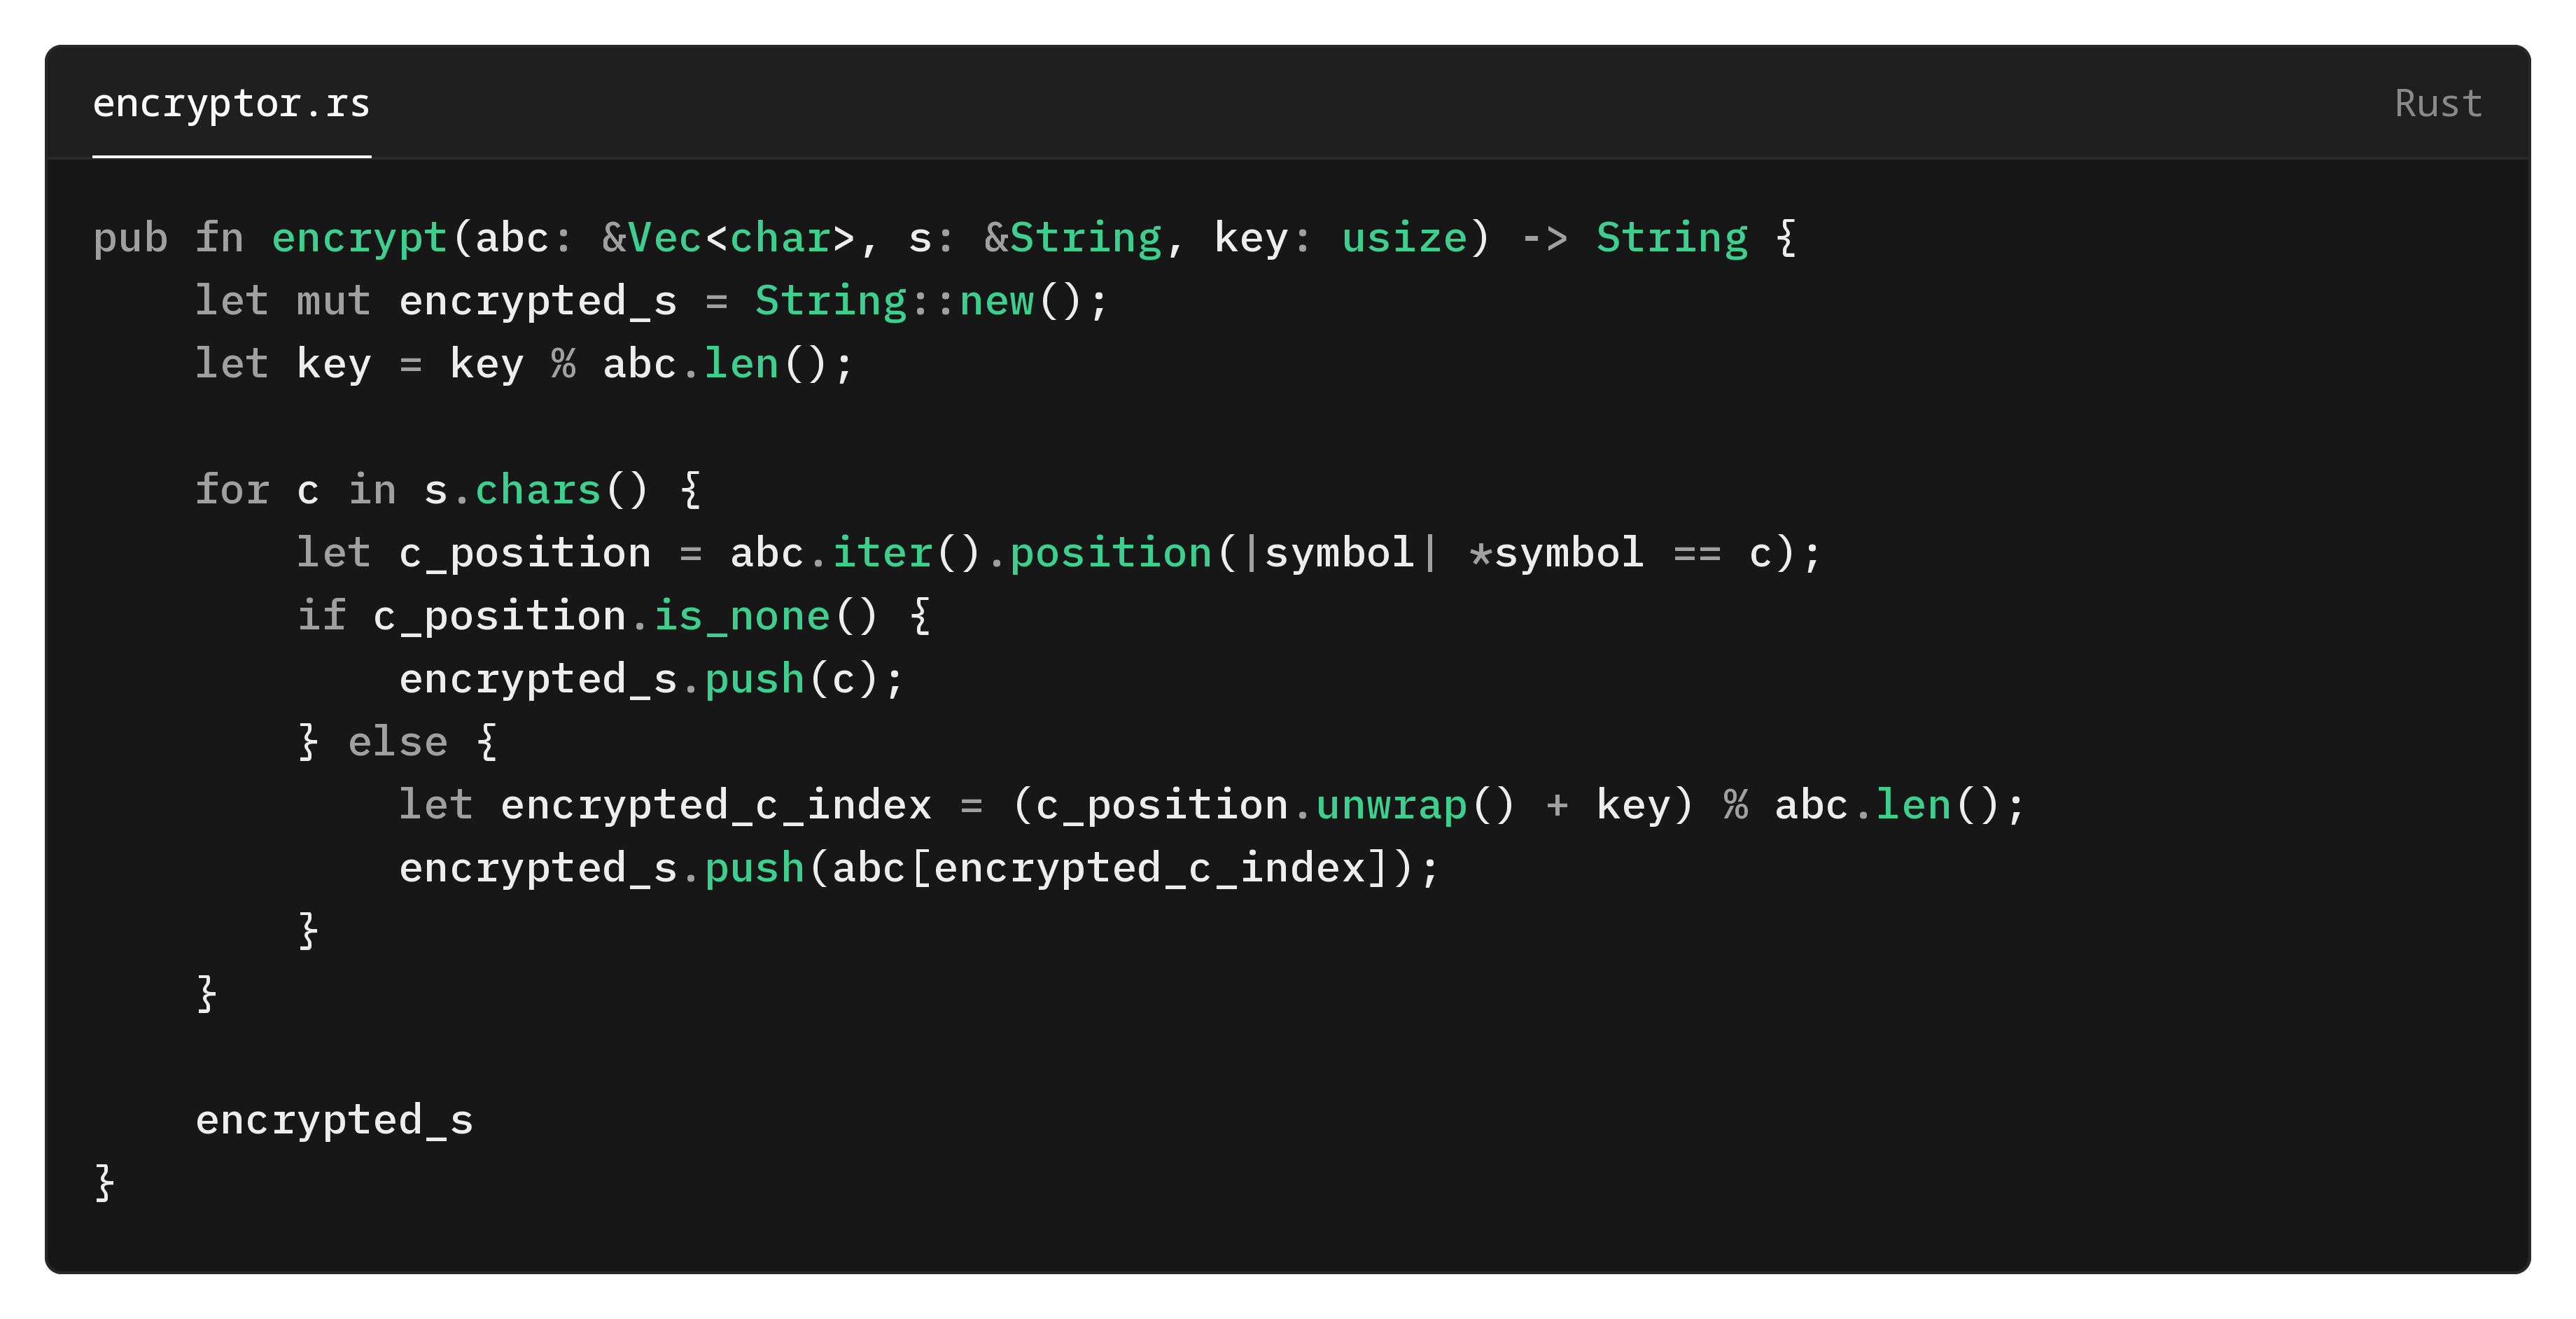 encryptor.rs
Rust
pub fn encrypt(abc: &Vec<char>, s: &String, key: usize) -> String {
    let mut encrypted_s = String::new();
    let key = key % abc.len();

    for c in s.chars() {
        let c_position = abc.iter().position(|symbol| *symbol == c);
        if c_position.is_none() {
            encrypted_s.push(c);
        } else {
            let encrypted_c_index = (c_position.unwrap() + key) % abc.len();
            encrypted_s.push(abc[encrypted_c_index]);
        }
    }

    encrypted_s
}